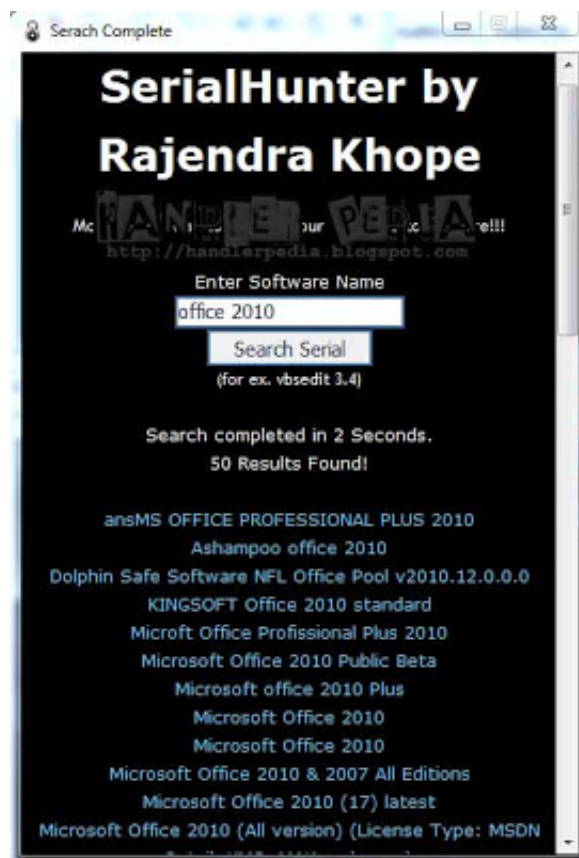 Serach Complete
SerialHunter by
Rajendra Khope
HANDLER PEDIA
http://handlerpedia.blogspot.com
Enter Software Name
office 2010
Search Serial
(for ex. vbsedit 3.4)
Search completed in 2 Seconds.
50 Results Found!
ansMS OFFICE PROFESSIONAL PLUS 2010
Ashampoo office 2010
Dolphin Safe Software NFL Office Pool v2010.12.0.0.0
KINGSOFT Office 2010 standard
Microft Office Profissional Plus 2010
Microsoft Office 2010 Public Beta
Microsoft office 2010 Plus
Microsoft Office 2010
Microsoft Office 2010
Microsoft Office 2010 & 2007 All Editions
Microsoft Office 2010 (17) latest
Microsoft Office 2010 (All version) (License Type: MSDN